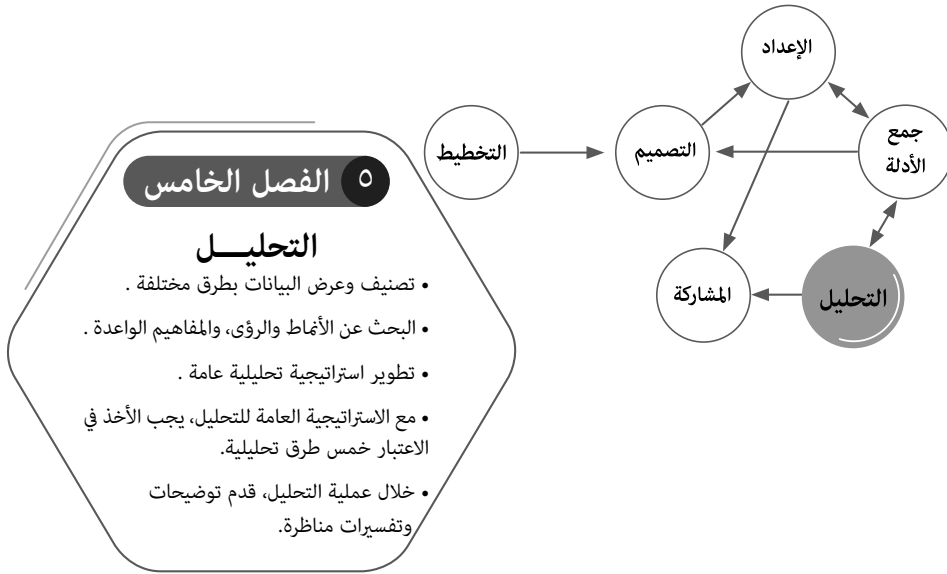 الإعداد
جمع
الأدلة
التصميم
التخطيط
المشاركة
التحليل
٥ الفصل الخامس
التحليـــل
• تصنيف وعرض البيانات بطرق مختلفة .
• البحث عن الأنماط والرؤى، والمفاهيم الواعدة .
• تطوير استراتيجية تحليلية عامة .
• مع الاستراتيجية العامة للتحليل، يجب الأخذ في
الاعتبار خمس طرق تحليلية.
• خلال عملية التحليل، قدم توضيحات
وتفسيرات مناظرة.